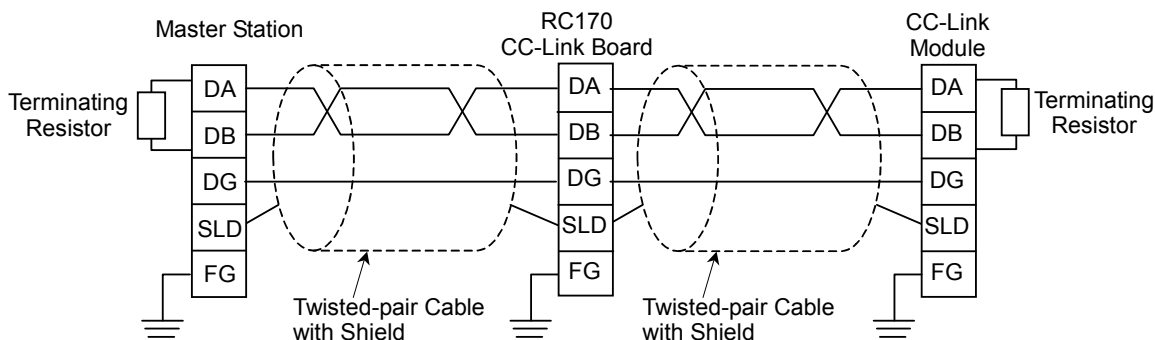 Master Station
RC170
CC-Link Board
CC-Link
Module
Terminating
Resistor
DA
DB
DG
SLD
FG
DA
DB
DG
SLD
FG
DA
DB
DG
SLD
FG
Terminating
Resistor
Twisted-pair Cable
with Shield
Twisted-pair Cable
with Shield